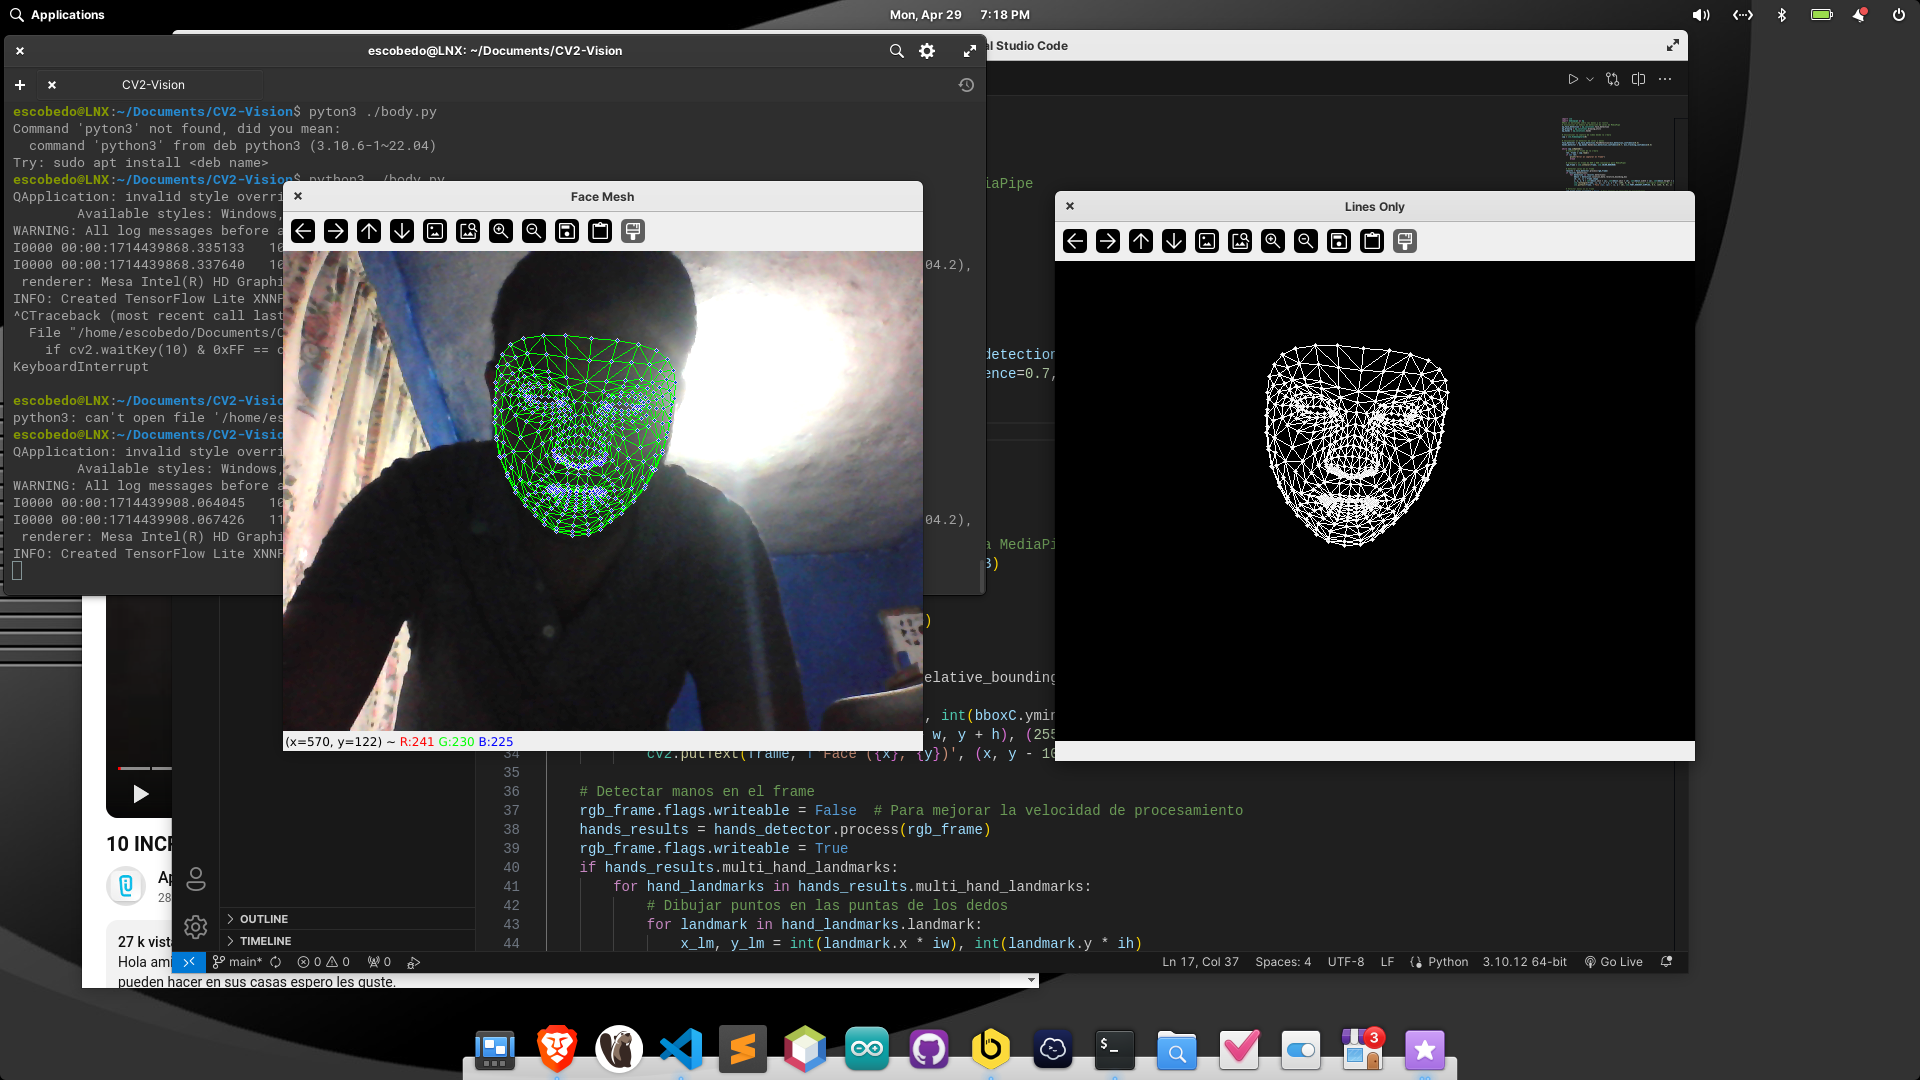 Applications
Mon, Apr 29 7:18 PM
escobedo@LNX: ~/Documents/CV2-Vision
al Studio Code
CV2-Vision
escobedo@LNX:~/Documents/CV2-Vision$ pyton3 ./body.py
Command 'pyton3' not found, did you mean:
command 'python3' from deb python3 (3.10.6-1~22.04)
Try: sudo apt install <deb name>
escobedo@LNX:~/Documents/CV2-Vision$ python3 ./body.py
QApplication: invalid style overri
Available styles: Windows,
WARNING: All log messages before a
I0000 00:00:1714439868.335133 10
I0000 00:00:1714439868.337640 10
04.2),
renderer: Mesa Intel(R) HD Graphi
INFO: Created TensorFlow Lite XNNP
^CTraceback (most recent call last
File "/home/escobedo/Documents/C
if cv2.waitKey(10) & 0xFF == o
KeyboardInterrupt
escobedo@LNX:~/Documents/CV2-Visio
python3: can't open file '/home/es
escobedo@LNX:~/Documents/CV2-Visio
QApplication: invalid style overri
Available styles: Windows,
WARNING: All log messages before a
I0000 00:00:1714439908.064045 10
I0000 00:00:1714439908.067426 11
04.2),
renderer: Mesa Intel(R) HD Graphi
INFO: Created TensorFlow Lite XNNP
Face Mesh
(x=570, y=122) ~ R:241 G:230 B:225
Lines Only
diaPipe
detection
ence=0.7,
a MediaPi
B)
)
elative_bounding
, int(bboxC.ymin
w, y + h), (255
34 cv2.putText(frame, f'Face ({x}, {y})', (x, y - 10
35
36 # Detectar manos en el frame
37 rgb_frame.flags.writeable = False # Para mejorar la velocidad de procesamiento
38 hands_results = hands_detector.process(rgb_frame)
39 rgb_frame.flags.writeable = True
40 if hands_results.multi_hand_landmarks:
41 for hand_landmarks in hands_results.multi_hand_landmarks:
42 # Dibujar puntos en las puntas de los dedos
43 for landmark in hand_landmarks.landmark:
44 x_lm, y_lm = int(landmark.x * iw), int(landmark.y * ih)
OUTLINE
TIMELINE
main* 0 0 0
Ln 17, Col 37 Spaces: 4 UTF-8 LF Python 3.10.12 64-bit Go Live
10 INCR
Ap
28
27 k vist
Hola ami
pueden hacer en sus casas espero les guste.
3